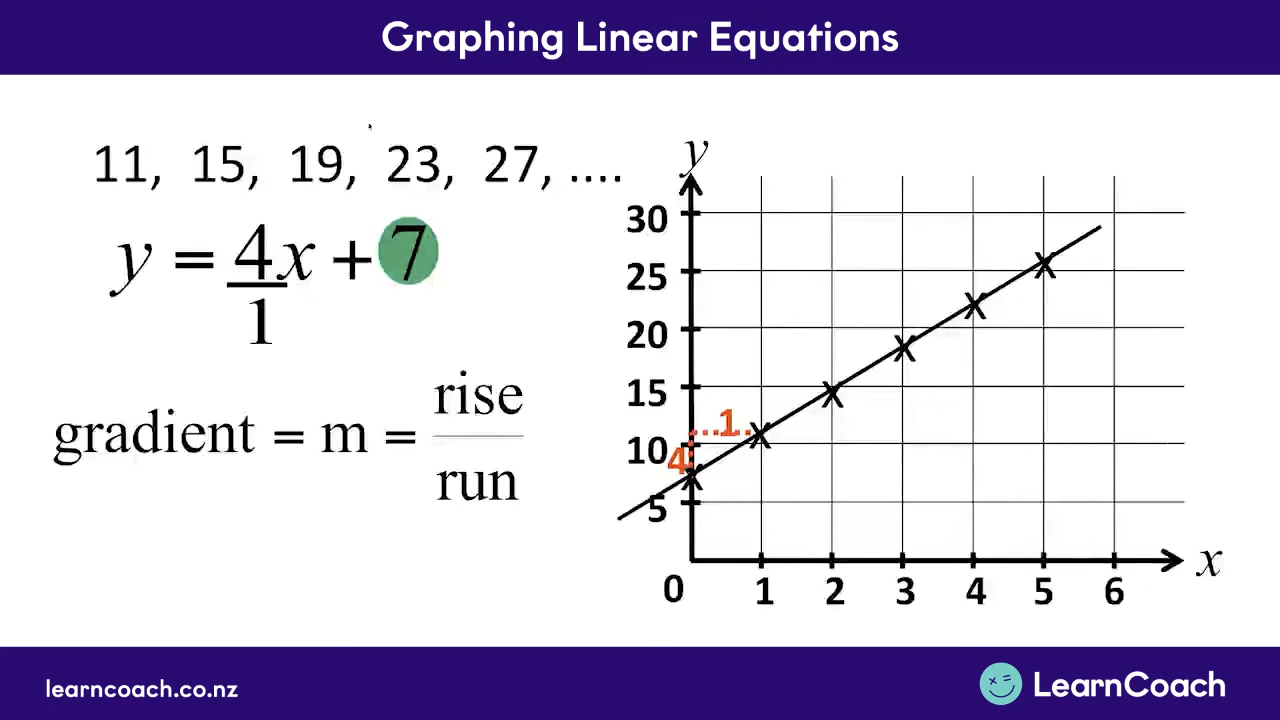 Graphing Linear Equations
11, 15, 19, 23, 27, ....
y = 4x + 7
1
gradient = m = rise
run
y
30
25
20
15
10
5
0
1
4
1 2 3 4 5 6
x
learncoach.co.nz
LearnCoach